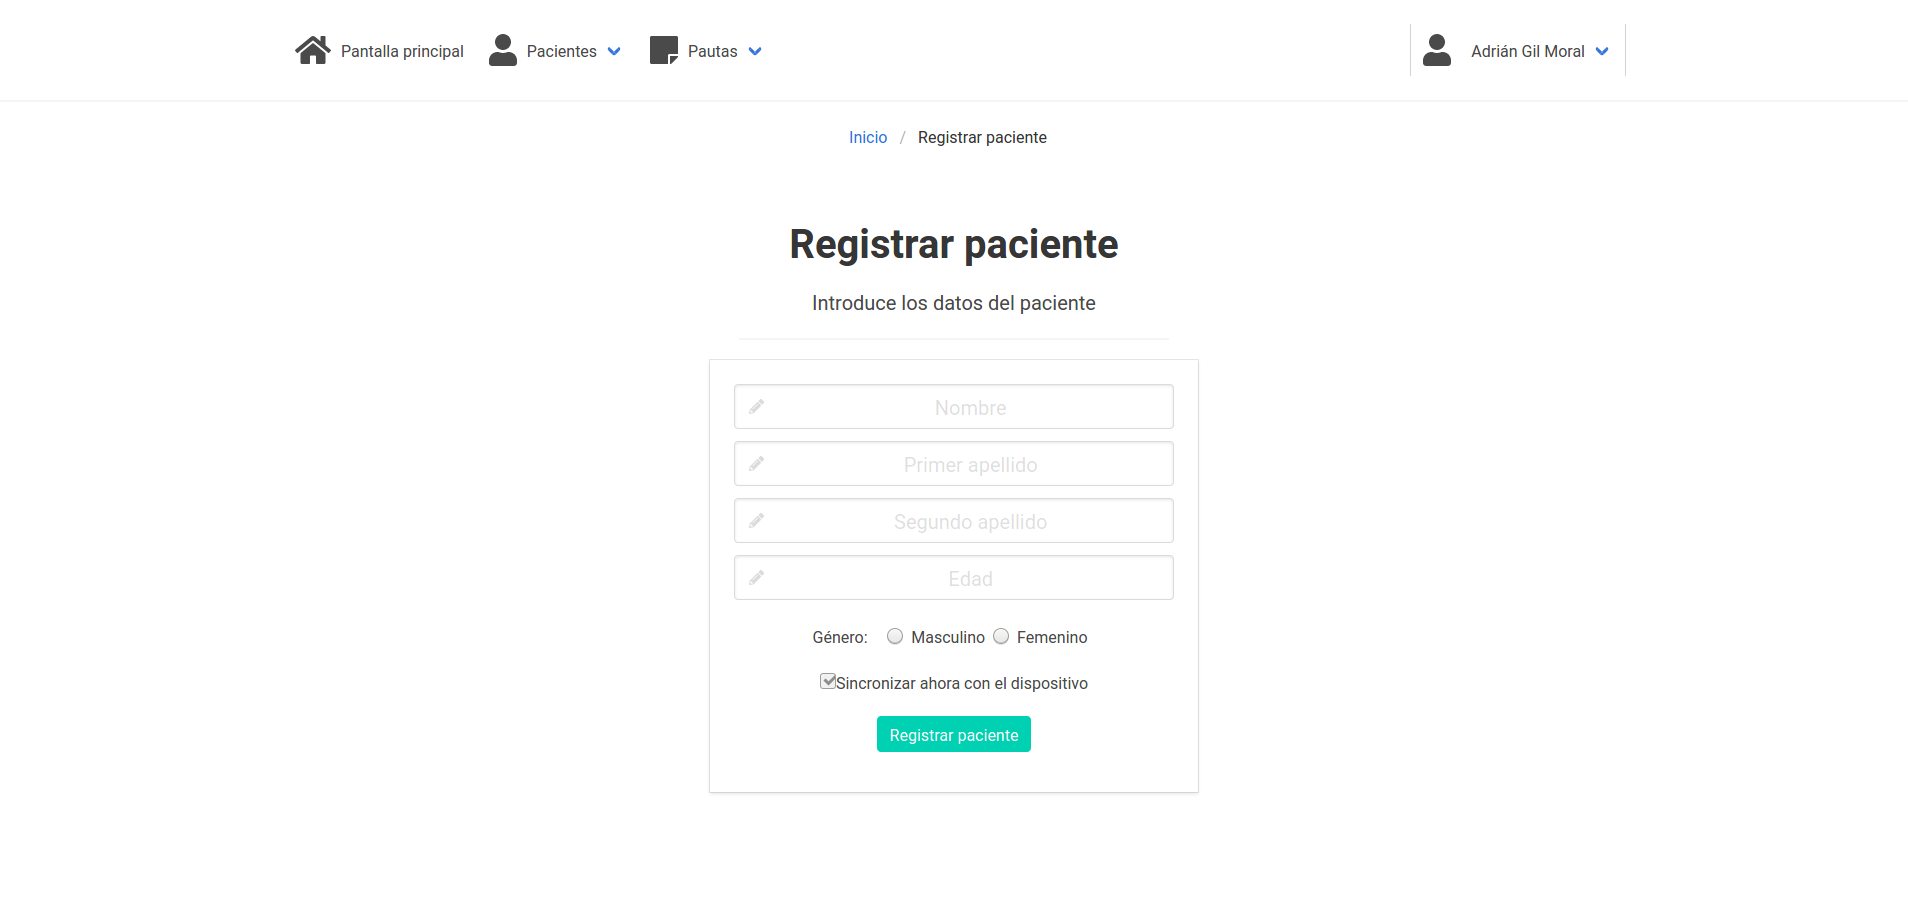 Pantalla principal Pacientes Pautas Adrián Gil Moral
Inicio / Registrar paciente
Registrar paciente
Introduce los datos del paciente
Nombre
Primer apellido
Segundo apellido
Edad
Género: Masculino Femenino
Sincronizar ahora con el dispositivo
Registrar paciente